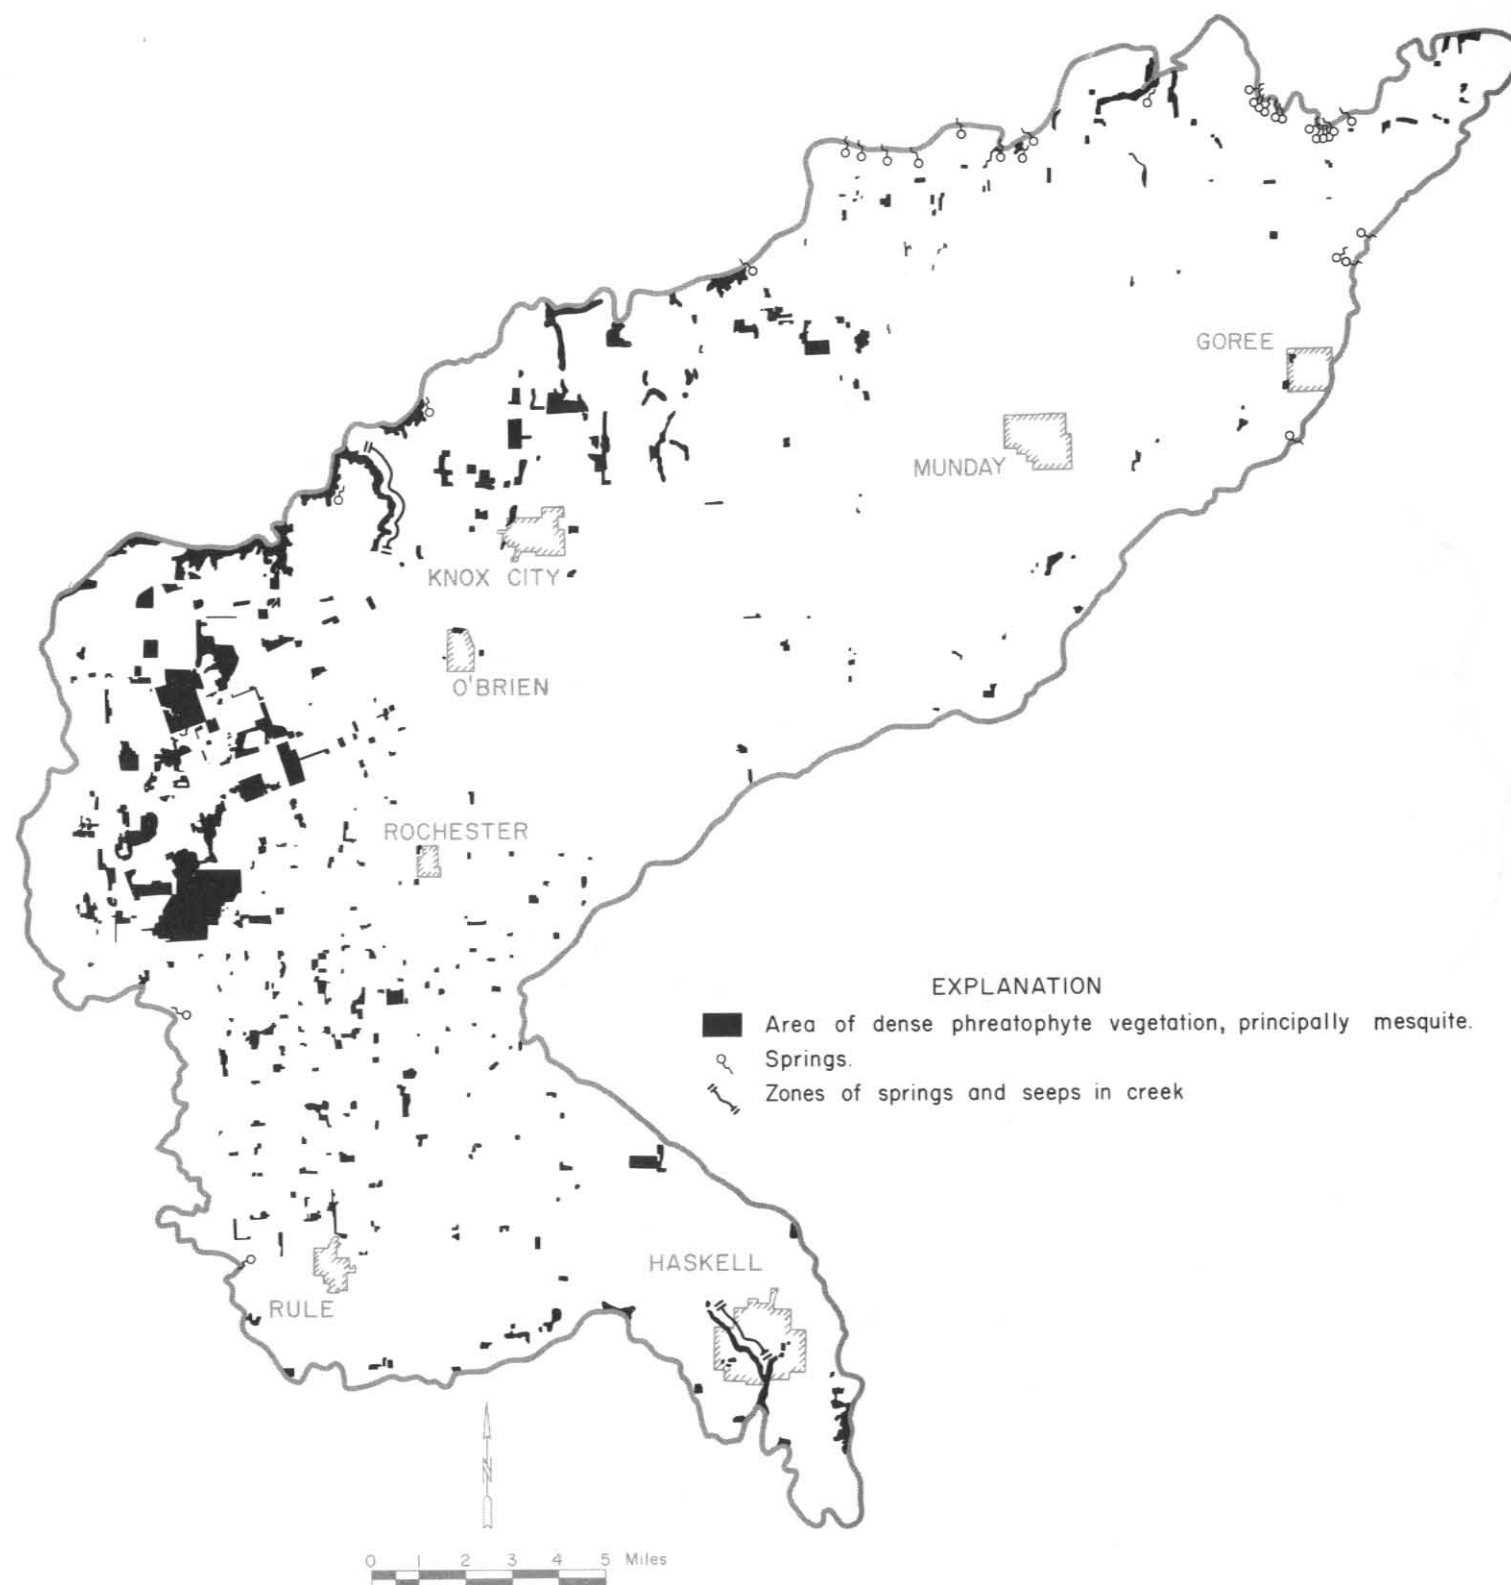 GOREE
MUNDAY
KNOX CITY
O'BRIEN
ROCHESTER
EXPLANATION
Area of dense phreatophyte vegetation, principally mesquite.
Springs.
Zones of springs and seeps in creek
HASKELL
RULE
N
0 1 2 3 4 5 Miles